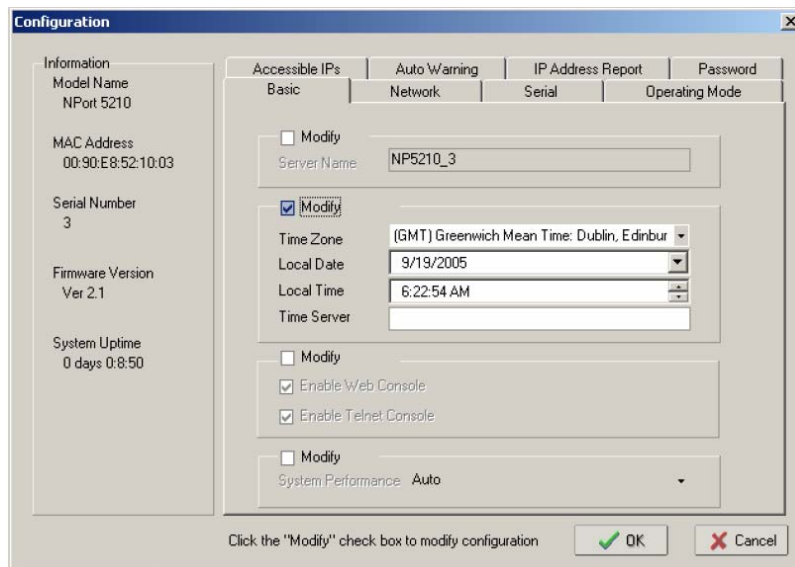 Configuration
Information
Model Name
NPort 5210
MAC Address
00:90:E8:52:10:03
Serial Number
3
Firmware Version
Ver 2.1
System Uptime
0 days 0:8:50
Accessible IPs
Auto Warning
IP Address Report
Password
Basic
Network
Serial
Operating Mode
Modify
Server Name
NP5210_3
Modify
Time Zone
(GMT) Greenwich Mean Time: Dublin, Edinbur
Local Date
9/19/2005
Local Time
6:22:54 AM
Time Server
Modify
Enable Web Console
Enable Telnet Console
Modify
System Performance
Auto
Click the "Modify" check box to modify configuration
OK
Cancel